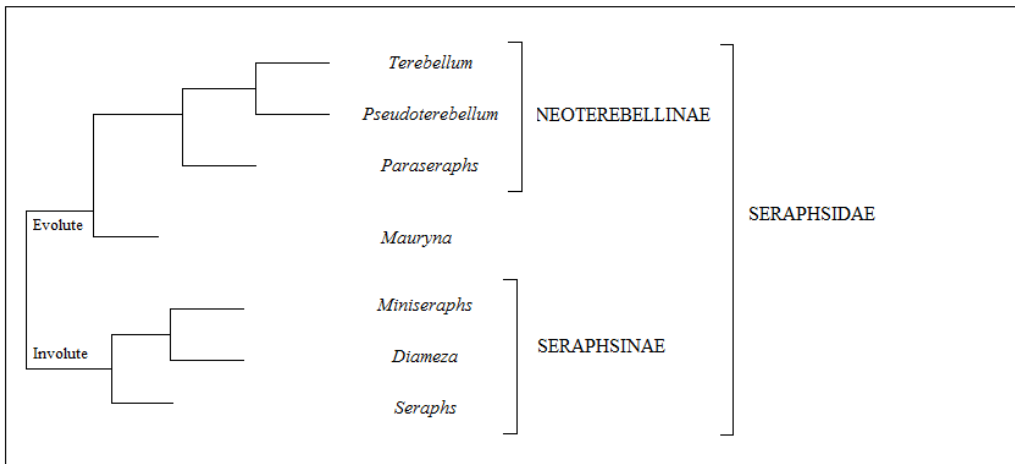 Terebellum
Pseudoterebellum
NEOTEREBELLINAE
Paraseraphs
SERAPHSIDAE
Evolute
Mauryna
Miniseraphs
Involute
SERAPHSINAE
Diameza
Seraphs